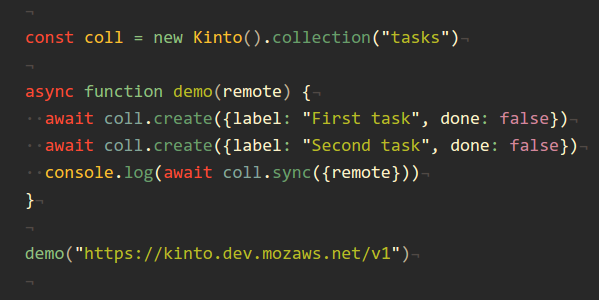 const coll = new Kinto().collection("tasks")
async function demo(remote) {
  await coll.create({label: "First task", done: false})
  await coll.create({label: "Second task", done: false})
  console.log(await coll.sync({remote}))
}
demo("https://kinto.dev.mozaws.net/v1")